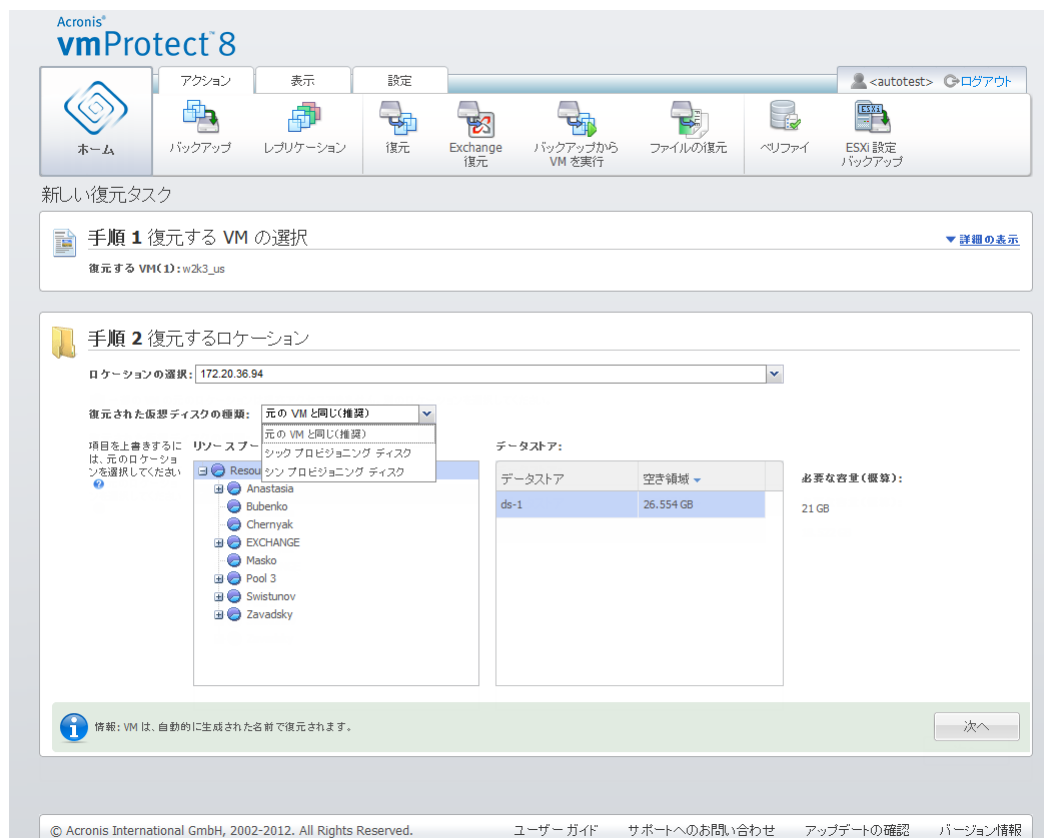 Acronis®
vmProtect™8
アクション 表示 設定 <autotest> ログアウト
ホーム
バックアップ
レプリケーション
復元
Exchange
復元
バックアップから
VM を実行
ファイルの復元
ベリファイ
ESXi
ESXi 設定
バックアップ
新しい復元タスク
手順 1 復元する VM の選択
詳細の表示
復元する VM(1): w2k3_us
手順 2 復元するロケーション
ロケーションの選択: 172.20.36.94
復元された仮想ディスクの種類: 元の VM と同じ(推奨)
元の VM と同じ(推奨)
シック プロビジョニング ディスク
シン プロビジョニング ディスク
項目を上書きするに
は、元のロケーショ
ンを選択してください
リソース プー
Resou
Anastasia
Bubenko
Chernyak
EXCHANGE
Masko
Pool 3
Swistunov
Zavadsky
データストア:
データストア 空き領域
ds-1 26.554 GB
必要な容量(概算):
21 GB
情報: VM は、自動的に生成された名前で復元されます。
次へ
© Acronis International GmbH, 2002-2012. All Rights Reserved.
ユーザー ガイド サポートへのお問い合わせ アップデートの確認 バージョン情報